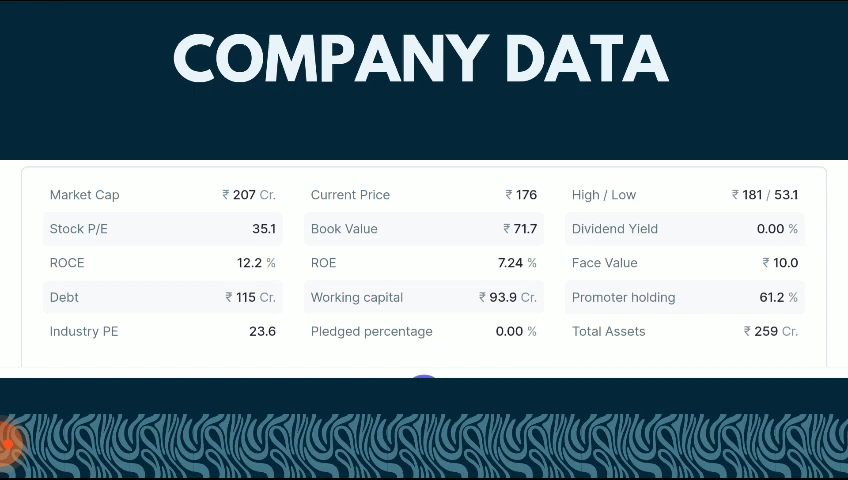 COMPANY DATA
Market Cap ₹ 207 Cr. Current Price ₹ 176 High / Low ₹ 181 / 53.1
Stock P/E 35.1 Book Value ₹ 71.7 Dividend Yield 0.00 %
ROCE 12.2 % ROE 7.24 % Face Value ₹ 10.0
Debt ₹ 115 Cr. Working capital ₹ 93.9 Cr. Promoter holding 61.2 %
Industry PE 23.6 Pledged percentage 0.00 % Total Assets ₹ 259 Cr.